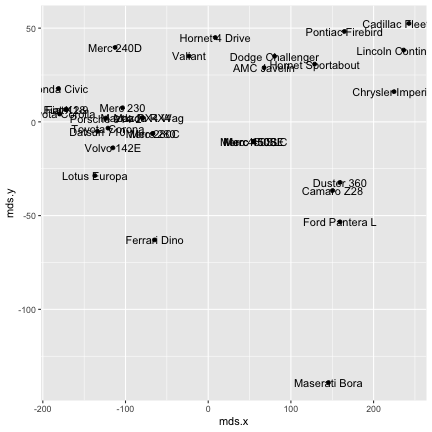 Cadillac Fleet
50
Pontiac Firebird
Hornet 4 Drive
Merc 240D
Lincoln Contin
Valiant
Dodge Challenger
Hornet Sportabout
AMC Javelin
nda Civic
Chrysler Imperi
Merc 230
0
Volvo 142E
Lotus Europa
Duster 360
Camaro Z28
-50
Ford Pantera L
Ferrari Dino
-100
Maserati Bora
-200
-100
0
100
200
mds.x
mds.y